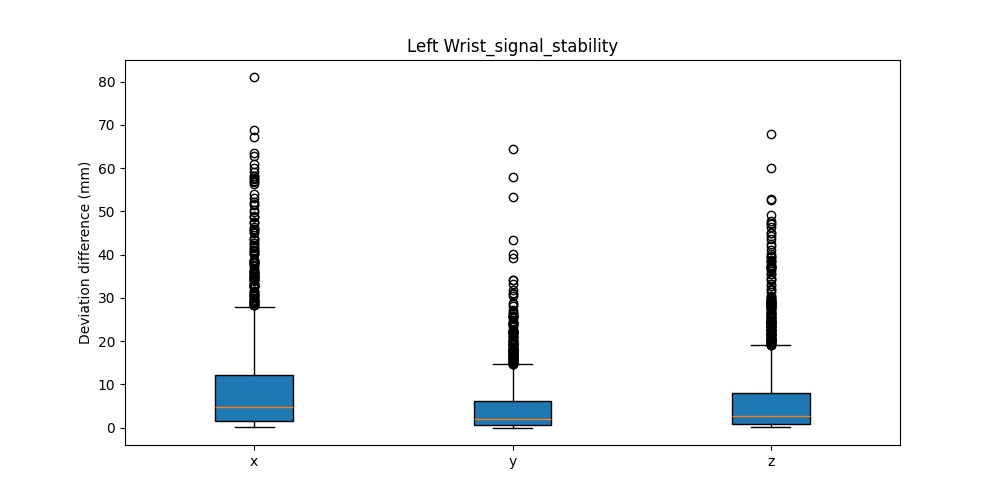 Left Wrist_signal_stability
Deviation difference (mm)
80
70
60
50
40
30
20
10
0
x
y
z